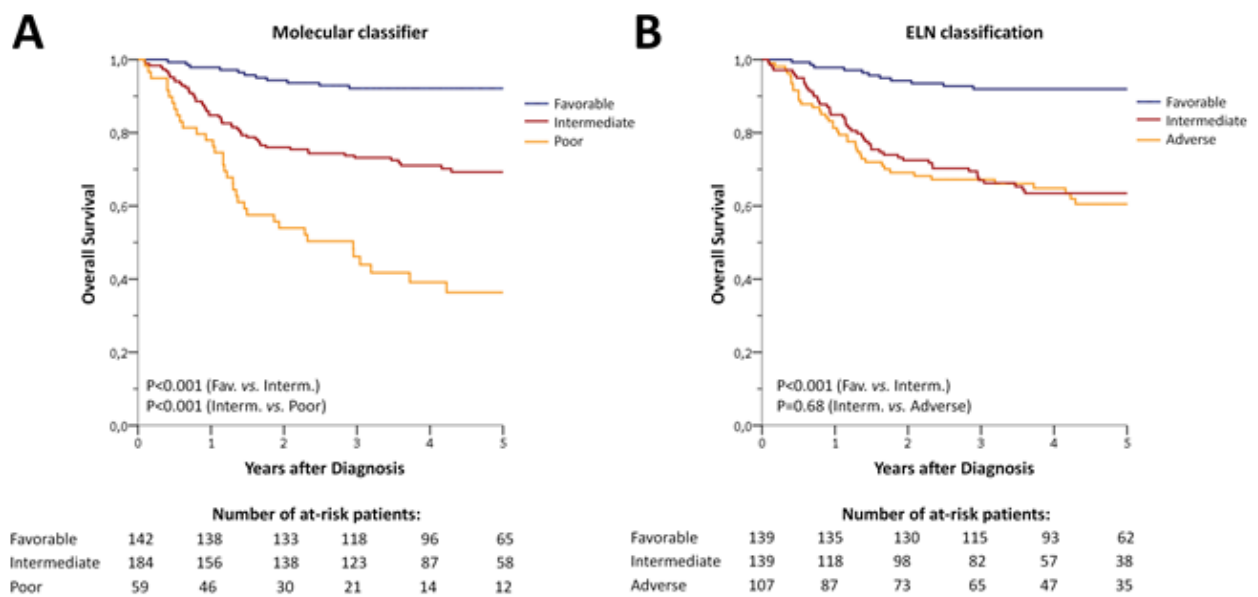 A
Molecular classifier
1,0
0,8
0,6
0,4
0,2
0,0
Overall Survival
0 1 2 3 4 5
Years after Diagnosis
Favorable
Intermediate
Poor
P<0.001 (Fav. vs. Interm.)
P<0.001 (Interm. vs Poor)
Number of at-risk patients:
Favorable 142 138 133 118 96 65
Intermediate 184 156 138 123 87 58
Poor 59 46 30 21 14 12
B
ELN classification
1,0
0,8
0,6
0,4
0,2
0,0
Overall Survival
0 1 2 3 4 5
Years after Diagnosis
Favorable
Intermediate
Adverse
P<0.001 (Fav. vs. Interm.)
P=0.68 (Interm. vs. Adverse)
Number of at-risk patients:
Favorable 139 135 130 115 93 62
Intermediate 139 118 98 82 57 38
Adverse 107 87 73 65 47 35